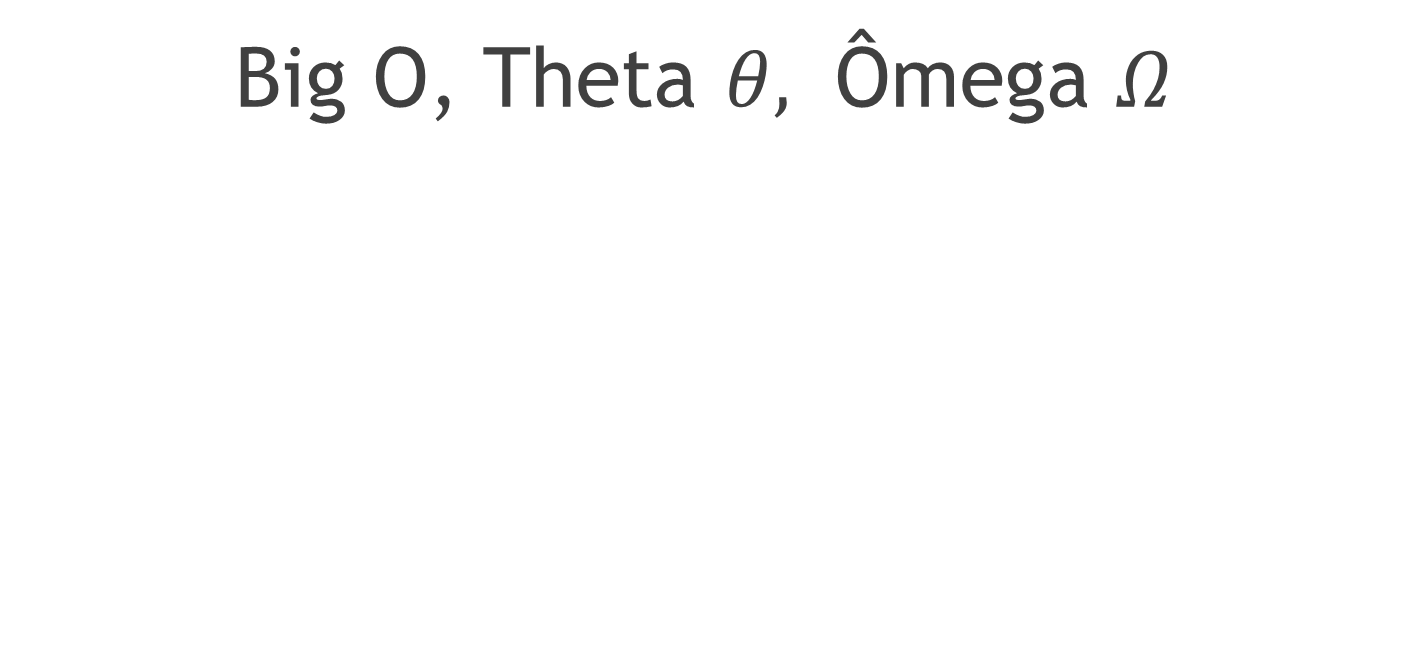 Big O, Theta θ, Ômega Ω